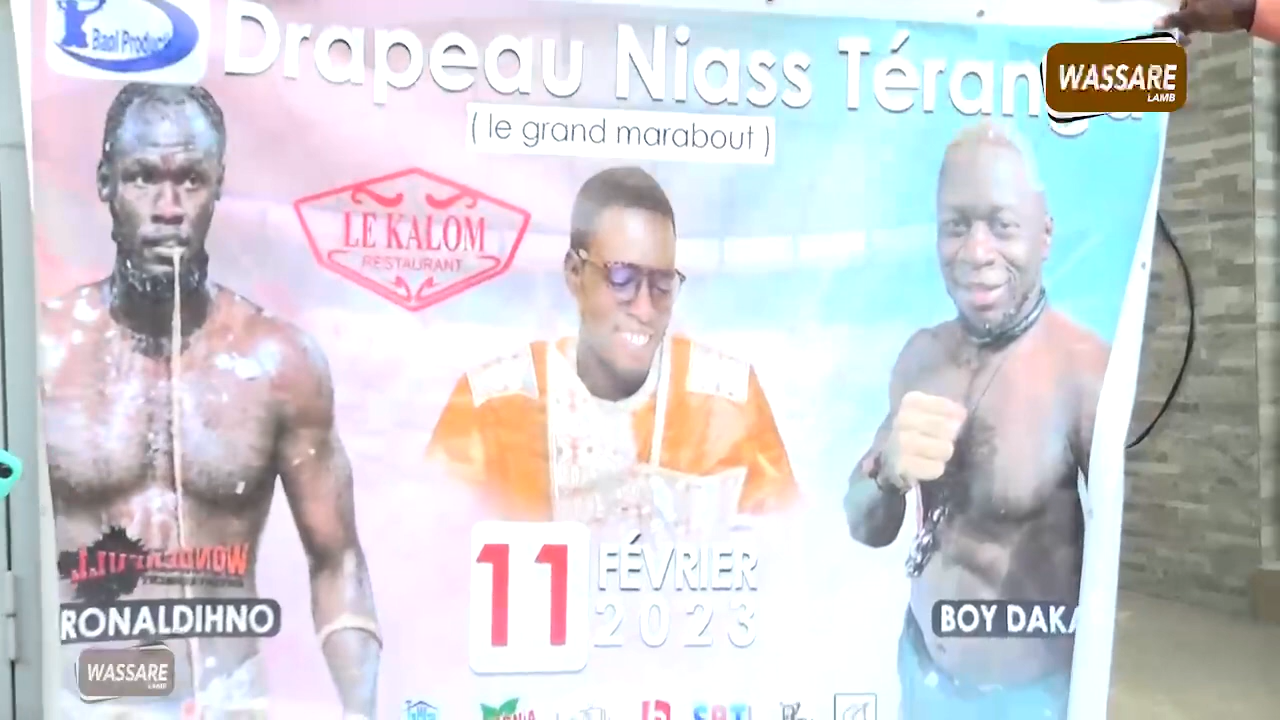 Baol Product
Drapeau Niass Téranga
( le grand marabout )
WASSARE
LAMB
LE KALOM
RESTAURANT
11
FÉVRIER
2023
WONDERFULL
RONALDIHNO
BOY DAKA
WASSARE
LAMB